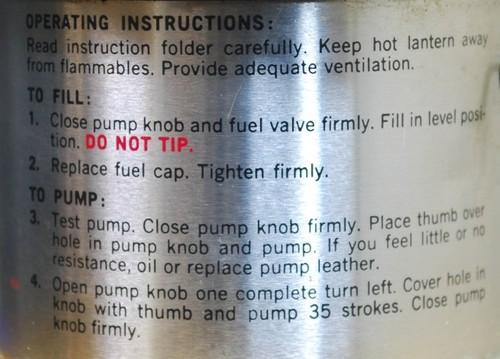 OPERATING INSTRUCTIONS:
Read instruction folder carefully. Keep hot lantern away
from flammables. Provide adequate ventilation.
TO FILL:
1. Close pump knob and fuel valve firmly. Fill in level posi-
tion. DO NOT TIP.
2. Replace fuel cap. Tighten firmly.
TO PUMP:
3. Test pump. Close pump knob firmly. Place thumb over
hole in pump knob and pump. If you feel little or no
resistance, oil or replace pump leather.
4. Open pump knob one complete turn left. Cover hole in
knob with thumb and pump 35 strokes. Close pump
knob firmly.